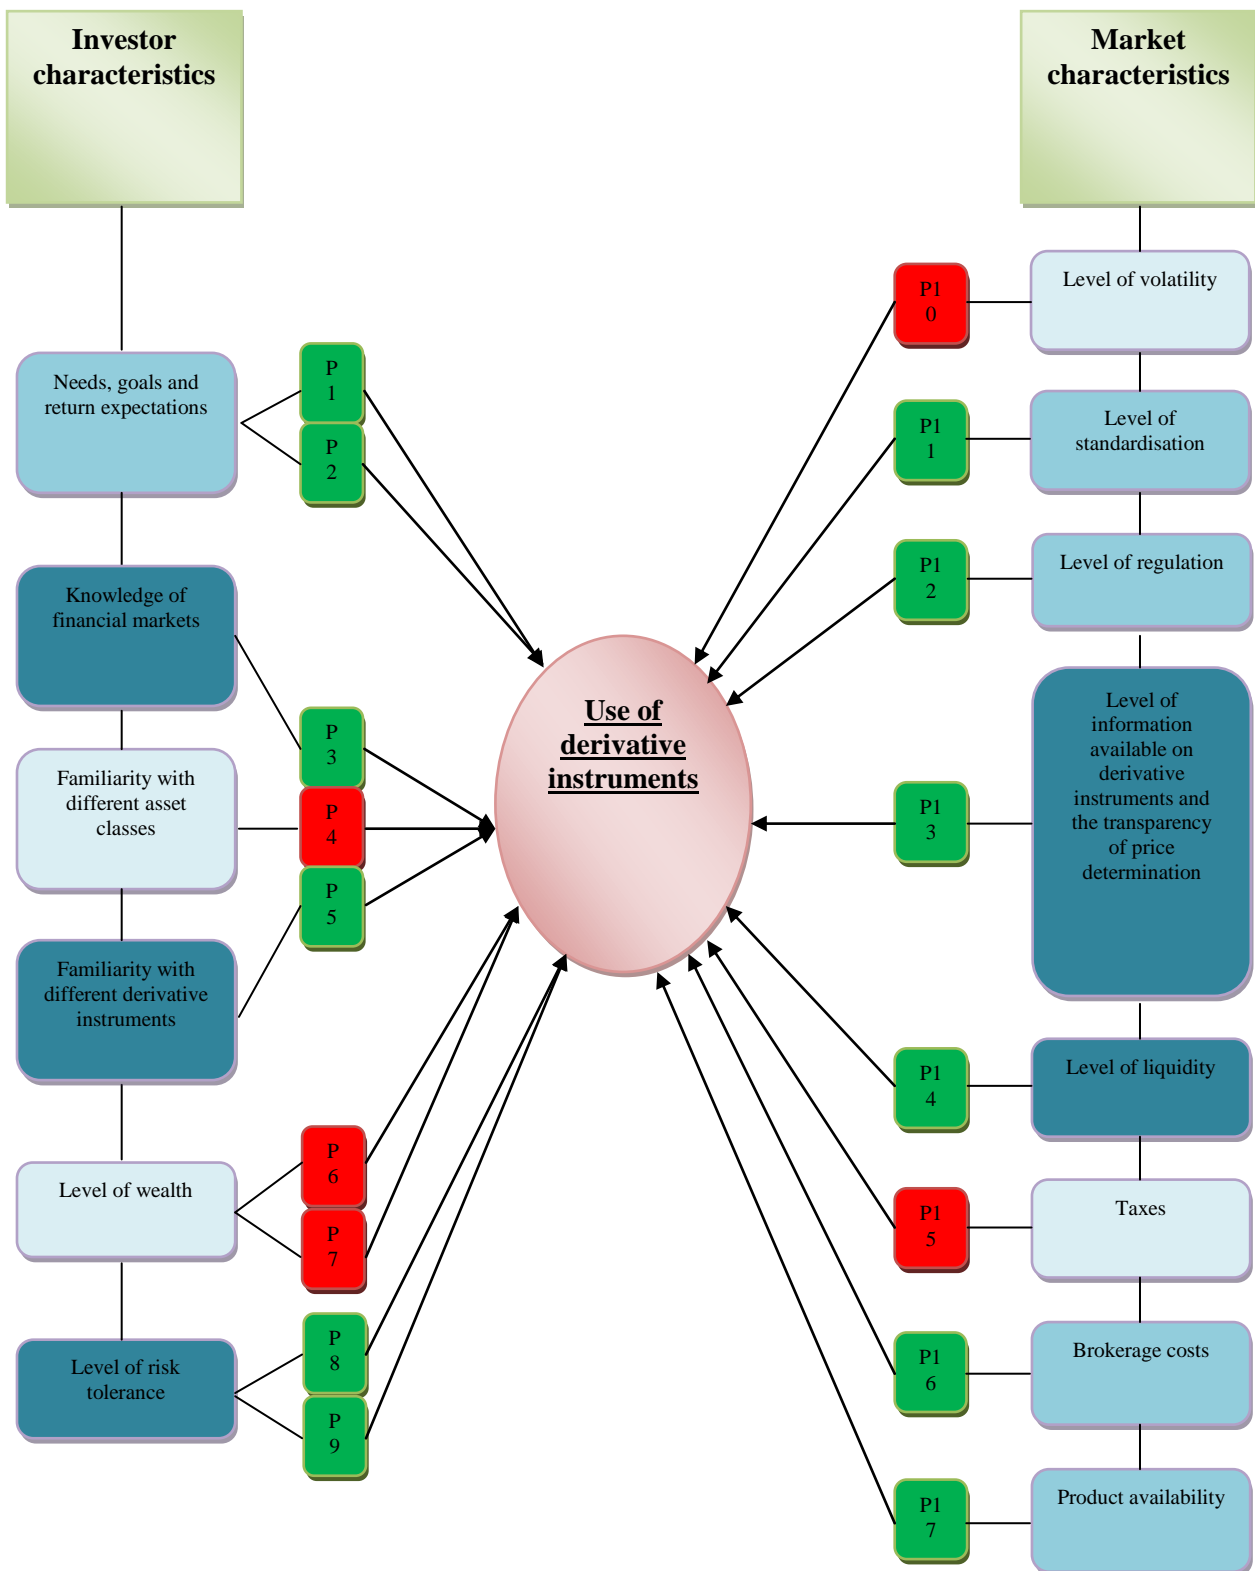 Investor
characteristics
Needs, goals and
return expectations
P
1
P
2
Knowledge of
financial markets
P
3
Familiarity with
different asset
classes
P
4
P
5
Familiarity with
different derivative
instruments
Level of wealth
P
6
P
7
Level of risk
tolerance
P
8
P
9
Use of
derivative
instruments
Market
characteristics
P1
0
Level of volatility
P1
1
Level of
standardisation
P1
2
Level of regulation
P1
3
Level of
information
available on
derivative
instruments and
the transparency
of price
determination
P1
4
Level of liquidity
P1
5
Taxes
P1
6
Brokerage costs
P1
7
Product availability